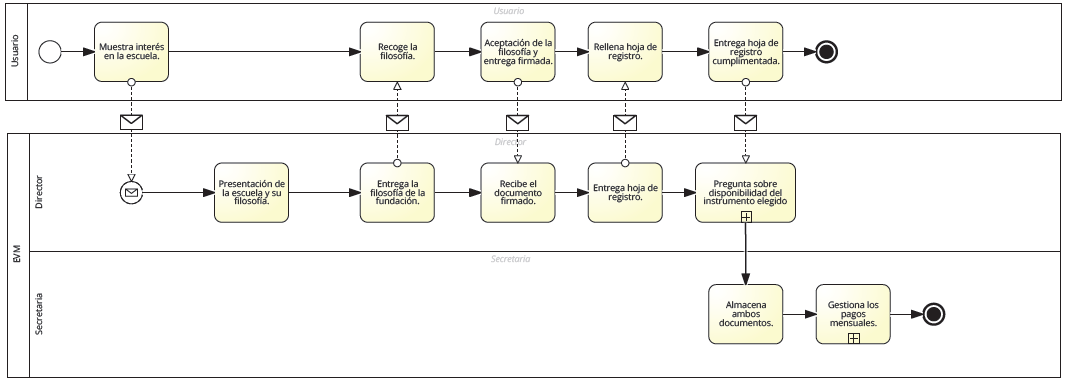 Usuario
Usuario
Muestra interés
en la escuela.
Recoge la
filosofía.
Aceptación de la
filosofía y
entrega firmada.
Rellena hoja de
registro.
Entrega hoja de
registro
cumplimentada.
EVM
Director
Director
Presentación de
la escuela y su
filosofía.
Entrega la
filosofía de la
fundación.
Recibe el
documento
firmado.
Entrega hoja de
registro.
Pregunta sobre
disponibilidad del
instrumento elegido
Secretaria
Secretaria
Almacena
ambos
documentos.
Gestiona los
pagos
mensuales.